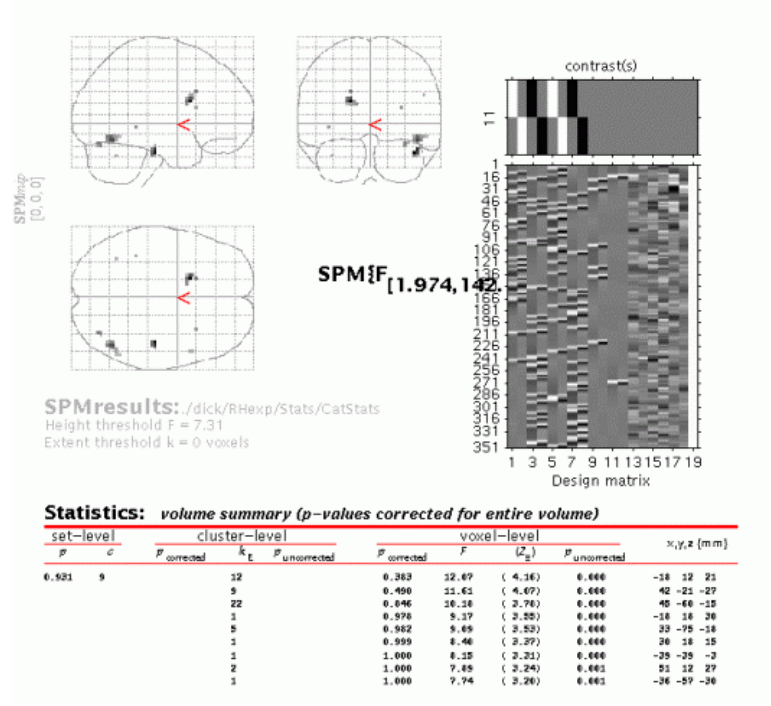 contrast(s)
11
SPMmip
[0, 0, 0]
SPM{F
[1.974,142.
1
16
31
46
61
76
91
106
121
136
166
181
196
211
226
241
256
271
286
301
316
331
351
1 3 5 7 9 11 13 15 17 19
Design matrix
SPMresults: ./dick/RHexp/Stats/CatStats
Height threshold F = 7.31
Extent threshold k = 0 voxels
Statistics: volume summary (p-values corrected for entire volume)
set-level cluster-level voxel-level x,y,z {mm}
p c p corrected k E p uncorrected p corrected F (Z≡) p uncorrected
0.931 9 12 0.383 12.07 ( 4.16) 0.000 -18 12 21
9 0.490 11.61 ( 4.07) 0.000 42 -21 -27
22 0.846 10.18 ( 3.78) 0.000 45 -60 -15
1 0.978 9.17 ( 3.55) 0.000 -18 18 30
5 0.982 9.09 ( 3.53) 0.000 33 -75 -18
1 0.999 8.40 ( 3.37) 0.000 30 18 15
1 1.000 8.15 ( 3.31) 0.000 -39 -39 -3
2 1.000 7.89 ( 3.24) 0.001 51 12 27
1 1.000 7.74 ( 3.20) 0.001 -36 -57 -30